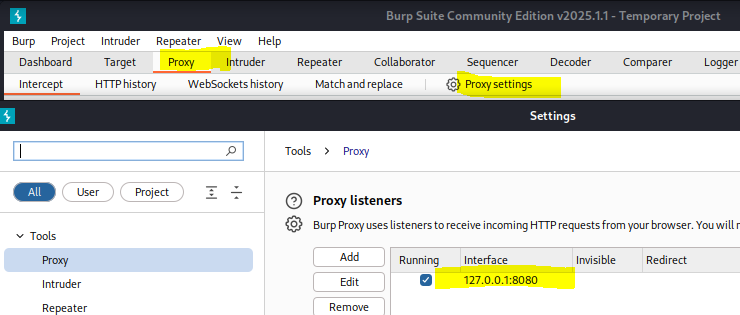 Burp Suite Community Edition v2025.1.1 - Temporary Project
Burp Project Intruder Repeater View Help
Dashboard Target Proxy Intruder Repeater Collaborator Sequencer Decoder Comparer Logger
Intercept HTTP history WebSockets history Match and replace Proxy settings
Settings
Tools > Proxy
All User Project
Proxy listeners
Burp Proxy uses listeners to receive incoming HTTP requests from your browser. You will
Tools
Proxy
Intruder
Repeater
Add
Edit
Remove
Running Interface Invisible Redirect
127.0.0.1:8080